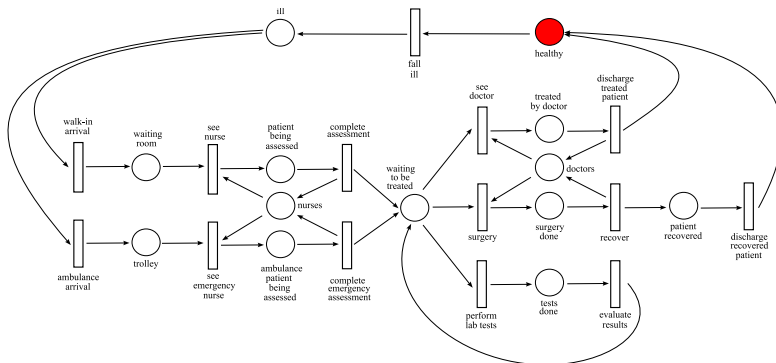 ill
healthy
fall
ill
walk-in
arrival
waiting
room
see
nurse
patient
being
assessed
complete
assessment
nurses
waiting
to be
treated
see
doctor
treated
by doctor
discharge
treated
patient
doctors
surgery
surgery
done
recover
patient
recovered
discharge
recovered
patient
ambulance
arrival
trolley
see
emergency
nurse
ambulance
patient
being
assessed
complete
emergency
assessment
perform
lab tests
tests
done
evaluate
results